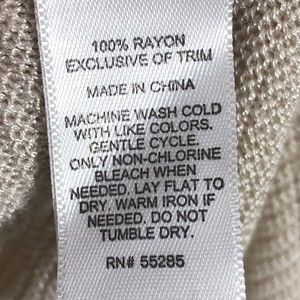 100% RAYON
EXCLUSIVE OF TRIM
MADE IN CHINA
MACHINE WASH COLD
WITH LIKE COLORS.
GENTLE CYCLE.
ONLY NON-CHLORINE
BLEACH WHEN
NEEDED. LAY FLAT TO
DRY. WARM IRON IF
NEEDED. DO NOT
TUMBLE DRY.
RN# 55285